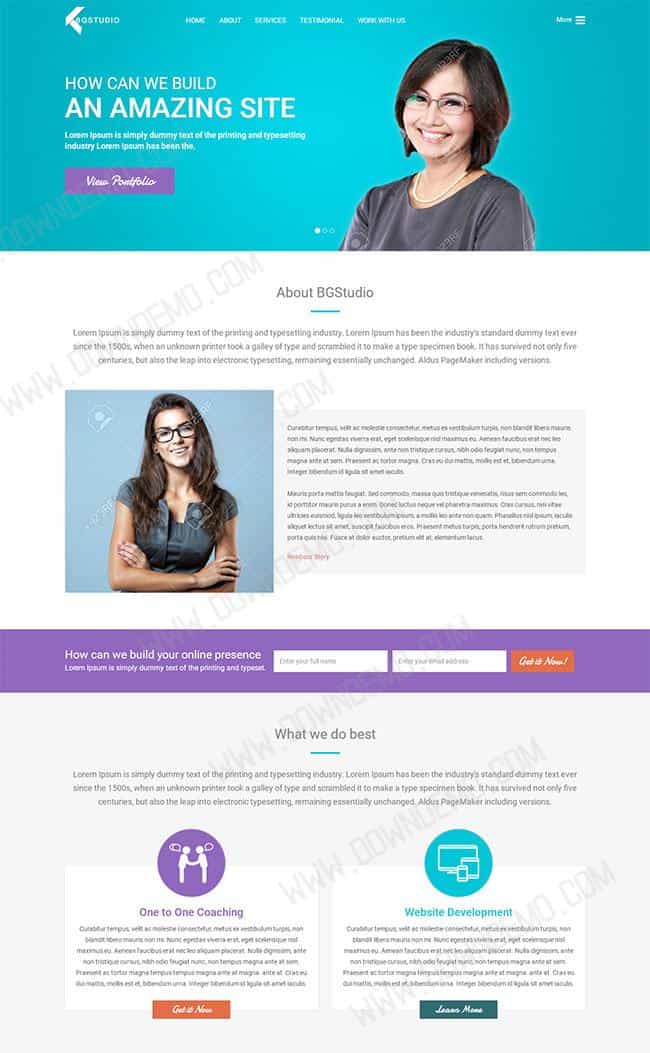 BGSTUDIO
HOME ABOUT SERVICES TESTIMONIAL WORK WITH US
More
HOW CAN WE BUILD
AN AMAZING SITE
Lorem Ipsum is simply dummy text of the printing and typesetting
industry Lorem Ipsum has been the,
View Portfolio
About BGStudio
Lorem Ipsum is simply dummy text of the printing and typesetting industry. Lorem Ipsum has been the industry's standard dummy text ever
since the 1500s, when an unknown printer took a galley of type and scrambled it to make a type specimen book. It has survived not only five
centuries, but also the leap into electronic typesetting, remaining essentially unchanged. Aldus PageMaker including versions.
Curabitur tempus, velit ac molestie consectetur, metus ex vestibulum turpis, non blandit libero mauris
non mi. Nunc egestas viverra erat, eget scelerisque nisl maximus eu. Aenean faucibus erat nec leo
aliquam placerat. Nulla dignissim, ante tristique cursus, nibh odio feugiat nunc, non tempus
magna ante at sem. Praesent ac tortor magna. Cras eu dui mattis, mollis est et, bibendum urna.
Integer bibendum id ligula sit amet iaculis.
Mauris porta mattis feugiat. Sed commodo, massa quis tristique venenatis, risus sem commodo leo,
id porttitor mauris purus a enim. Donec luctus neque vel pharetra maximus. Cras cursus, nisi vitae
ultricies euismod, ligula leo vestibulum ipsum, a mollis leo ante non quam. Phasellus nisl ipsum, iaculis
aliquet lectus sit amet, suscipit faucibus eros. Praesent metus turpis, porta hendrerit rutrum pretium,
porta quis nisi. Fusce at dolor auctor, pretium elit at, elementum lacus.
Story
How can we build your online presence
Lorem Ipsum is simply dummy text of the printing and typeset.
Enter your full name
Enter your email address
Get it Now!
What we do best
Lorem Ipsum is simply dummy text of the printing and typesetting industry. Lorem Ipsum has been the industry's standard dummy text ever
since the 1500s, when an unknown printer took a galley of type and scrambled it to make a type specimen book. It has survived not only five
centuries, but also the leap into electronic typesetting, remaining essentially unchanged. Aldus PageMaker including versions.
One to One Coaching
Curabitur tempus, velit ac molestie consectetur, metus ex vestibulum turpis, non
blandit libero mauris non mi. Nunc egestas viverra erat, eget scelerisque nisl
maximus eu. Aenean faucibus erat nec leo aliquam placerat. Nulla dignissim, ante
non tristique cursus, nibh odio feugiat nunc, non tempus magna ante at sem.
Praesent ac tortor magna tempus tempus magna ante at magna ante at sem. Cras
eu dui mattis, mollis est et, bibendum urna. Integer bibendum id ligula sit amet iaculis.
Get it Now
Website Development
Curabitur tempus, velit ac molestie consectetur, metus ex vestibulum turpis, non
blandit libero mauris non mi. Nunc egestas viverra erat, eget scelerisque nisl
maximus eu. Aenean faucibus erat nec leo aliquam placerat. Nulla dignissim, ante
non tristique cursus, nibh odio feugiat nunc, non tempus magna ante at sem.
Praesent ac tortor magna tempus tempus magna ante at magna ante at sem. Cras
eu dui mattis, mollis est et, bibendum urna. Integer bibendum id ligula sit amet iaculis.
Learn More
WWW.DOWNDEMO.COM
WWW.DOWNDEMO.COM
WWW.DOWNDEMO.COM
WWW.DOWNDEMO.COM